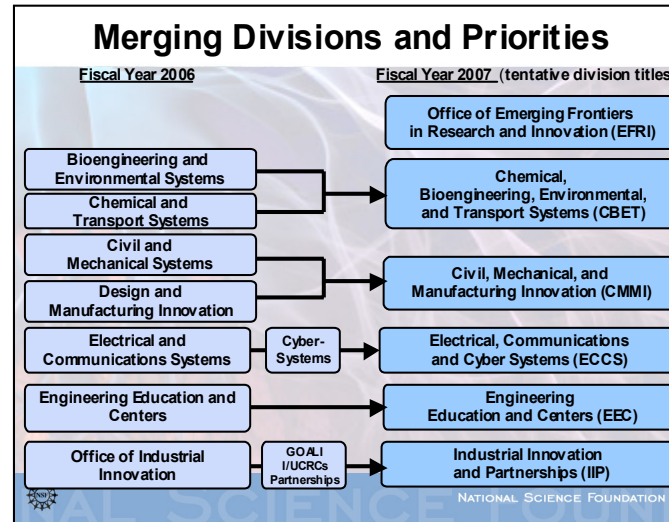 Merging Divisions and Priorities
Fiscal Year 2006
Fiscal Year 2007 (tentative division titles
Office of Emerging Frontiers
in Research and Innovation (EFRI)
Bioengineering and
Environmental Systems
Chemical and
Transport Systems
Chemical,
Bioengineering, Environmental,
and Transport Systems (CBET)
Civil and
Mechanical Systems
Design and
Manufacturing Innovation
Civil, Mechanical, and
Manufacturing Innovation (CMMI)
Electrical and
Communications Systems
Cyber-
Systems
Electrical, Communications
and Cyber Systems (ECCS)
Engineering Education and
Centers
Engineering
Education and Centers (EEC)
Office of Industrial
Innovation
GOALI
I/UCRCs
Partnerships
Industrial Innovation
and Partnerships (IIP)
NSF
NATIONAL SCIENCE FOUNDATION
AL SCIENCE FOUN